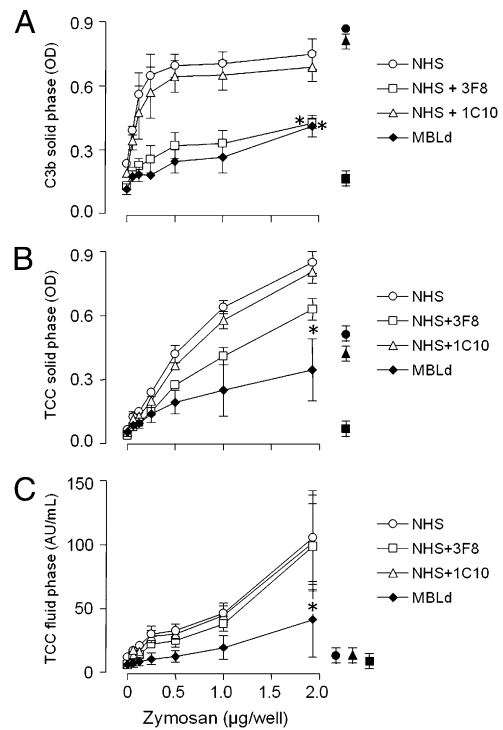 A
C3b solid phase (OD)
0.9
0.6
0.3
0.0
* *
NHS
NHS + 3F8
NHS + 1C10
MBLd
B
TCC solid phase (OD)
0.9
0.6
0.3
0.0
*
NHS
NHS+3F8
NHS+1C10
MBLd
C
TCC fluid phase (AU/mL)
150
100
50
0
*
NHS
NHS+3F8
NHS+1C10
MBLd
0 0.5 1.0 1.5 2.0
Zymosan (µg/well)